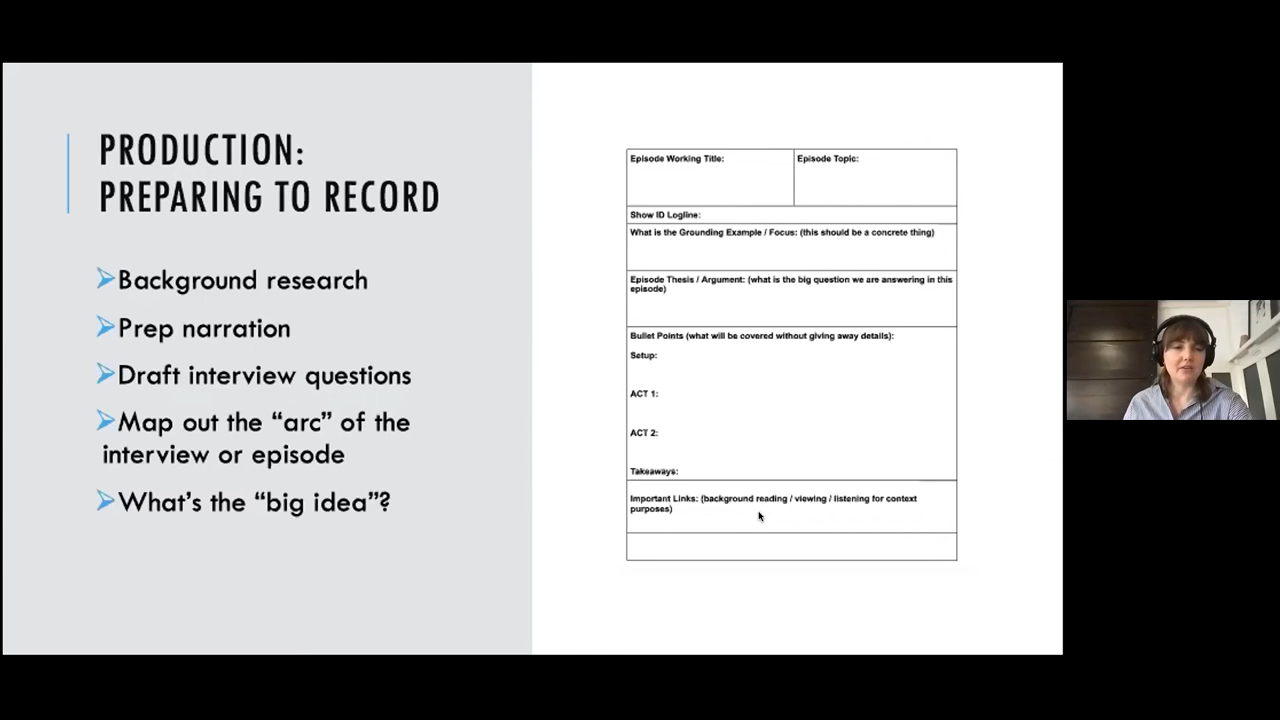 PRODUCTION:
PREPARING TO RECORD
Background research
Prep narration
Draft interview questions
Map out the “arc” of the
interview or episode
What’s the “big idea”?
Episode Working Title:
Episode Topic:
Show ID Logline:
What is the Grounding Example / Focus: (this should be a concrete thing)
Episode Thesis / Argument: (what is the big question we are answering in this
episode)
Bullet Points (what will be covered without giving away details):
Setup:
ACT 1:
ACT 2:
Takeaways:
Important Links: (background reading / viewing / listening for context
purposes)